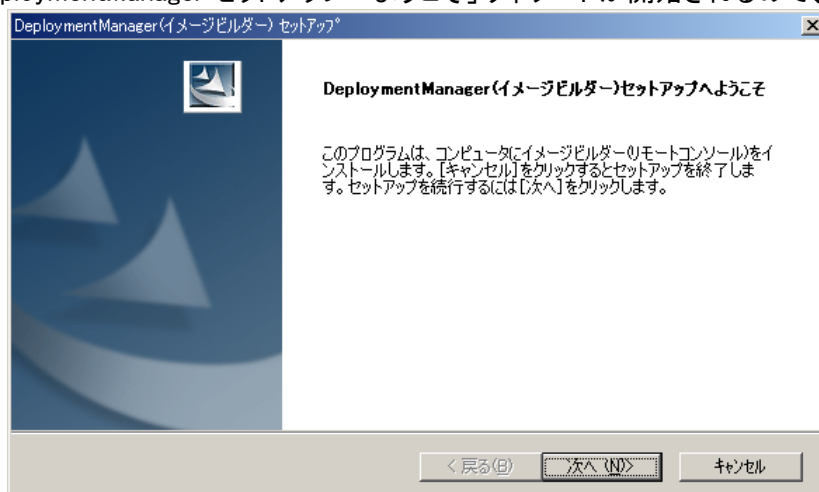 DeploymentManager(イメージビルダー) セットアップ
DeploymentManager(イメージビルダー)セットアップへようこそ
このプログラムは、コンピュータにイメージビルダー(リモートコンソール)をイ
ンストールします。[キャンセル]をクリックするとセットアップを終了しま
す。セットアップを続行するには[次へ]をクリックします。
< 戻る(B)
次へ (N)>
キャンセル